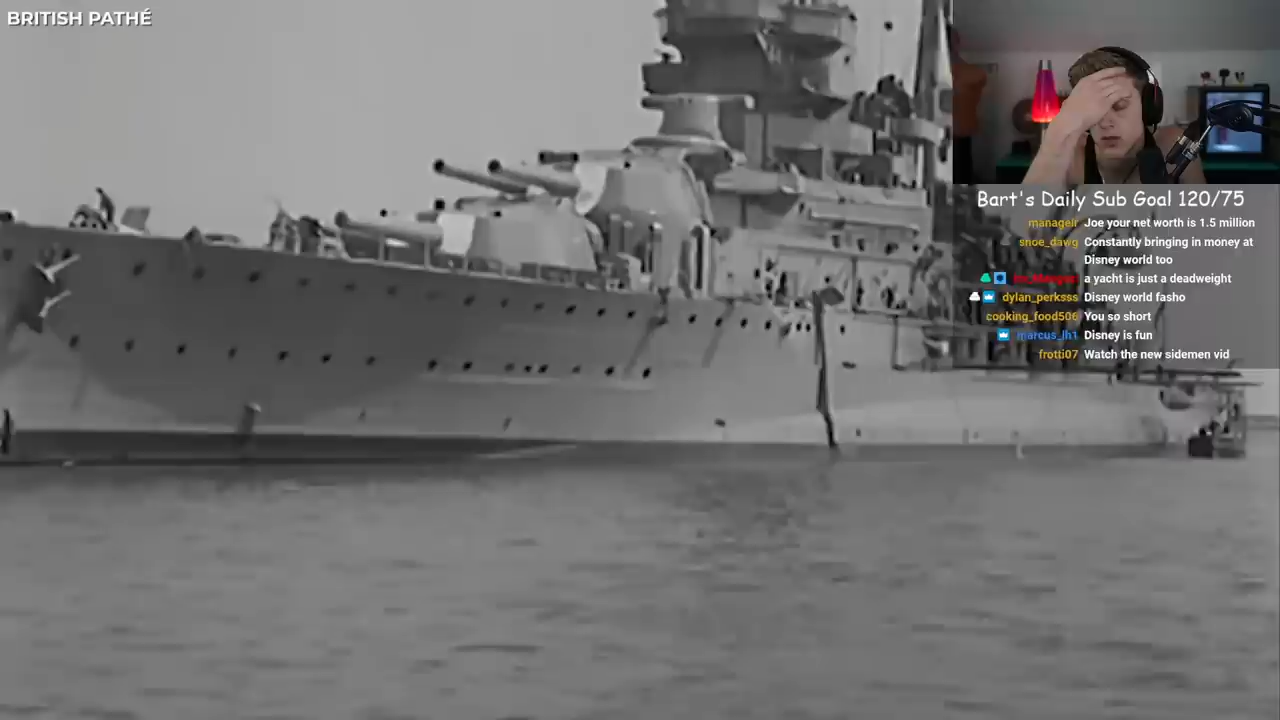 BRITISH PATHÉ
Bart's Daily Sub Goal 120/75
Joe your net worth is 1.5 million
snoe_dawg Constantly bringing in money at
Disney world too
a yacht is just a deadweight
dylan_perksss Disney world fasho
cooking_food506 You so short
marcus_lh1 Disney is fun
frotti07 Watch the new sidemen vid